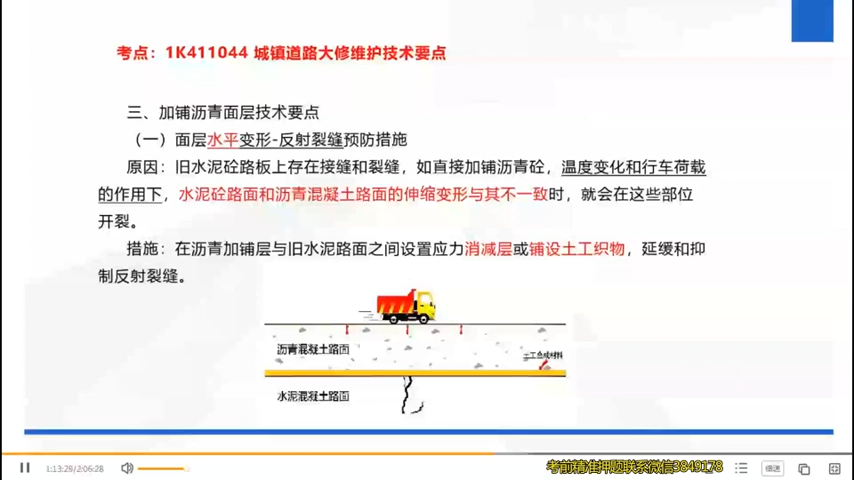 考点：1K411044 城镇道路大修维护技术要点
三、加铺沥青面层技术要点
（一）面层水平变形-反射裂缝预防措施
原因：旧水泥砼路板上存在接缝和裂缝，如直接加铺沥青砼，温度变化和行车荷载
的作用下，水泥砼路面和沥青混凝土路面的伸缩变形与其不一致时，就会在这些部位
开裂。
措施：在沥青加铺层与旧水泥路面之间设置应力消减层或铺设土工织物，延缓和抑
制反射裂缝。
沥青混凝土路面
土工合成材料
水泥混凝土路面
1:13:28/2:06:28
考前精准押题联系微信3849178
倍速